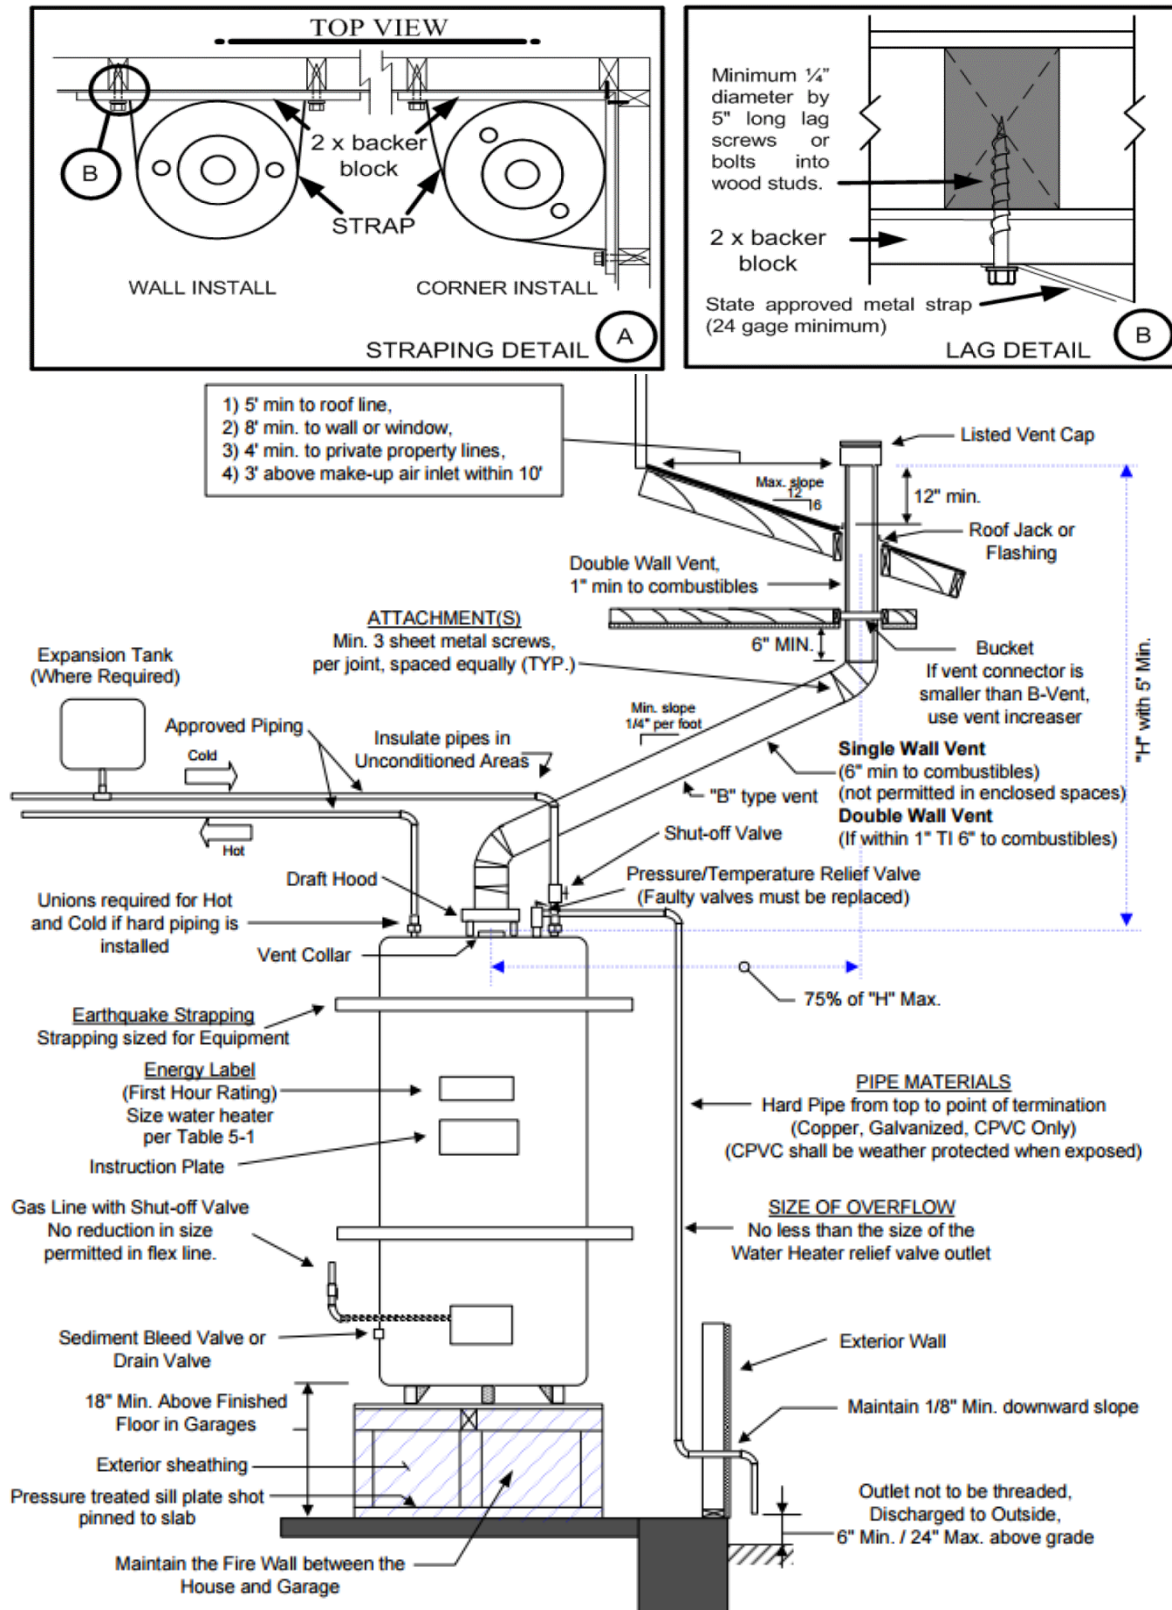 TOP VIEW
B
2 x backer
block
STRAP
WALL INSTALL
CORNER INSTALL
STRAPING DETAIL
A
Minimum ¼”
diameter by
5" long lag
screws or
bolts into
wood studs.
2 x backer
block
State approved metal strap
(24 gage minimum)
LAG DETAIL
B
1) 5' min to roof line,
2) 8' min. to wall or window,
3) 4' min. to private property lines,
4) 3' above make-up air inlet within 10'
Listed Vent Cap
Max. slope
12
6
12" min.
Roof Jack or
Flashing
Double Wall Vent,
1" min to combustibles
ATTACHMENT(S)
Min. 3 sheet metal screws,
per joint, spaced equally (TYP.)
6" MIN.
Bucket
If vent connector is
smaller than B-Vent,
use vent increaser
"H" with 5' Min.
Expansion Tank
(Where Required)
Approved Piping
Cold
Hot
Insulate pipes in
Unconditioned Areas
Min. slope
1/4" per foot
"B" type vent
Single Wall Vent
(6" min to combustibles)
(not permitted in enclosed spaces)
Double Wall Vent
(If within 1" TI 6" to combustibles)
Shut-off Valve
Draft Hood
Pressure/Temperature Relief Valve
(Faulty valves must be replaced)
Unions required for Hot
and Cold if hard piping is
installed
Vent Collar
75% of "H" Max.
Earthquake Strapping
Strapping sized for Equipment
Energy Label
(First Hour Rating)
Size water heater
per Table 5-1
Instruction Plate
PIPE MATERIALS
Hard Pipe from top to point of termination
(Copper, Galvanized, CPVC Only)
(CPVC shall be weather protected when exposed)
Gas Line with Shut-off Valve
No reduction in size
permitted in flex line.
SIZE OF OVERFLOW
No less than the size of the
Water Heater relief valve outlet
Sediment Bleed Valve or
Drain Valve
Exterior Wall
18" Min. Above Finished
Floor in Garages
Maintain 1/8" Min. downward slope
Exterior sheathing
Pressure treated sill plate shot
pinned to slab
Outlet not to be threaded,
Discharged to Outside,
6" Min. / 24" Max. above grade
Maintain the Fire Wall between the
House and Garage